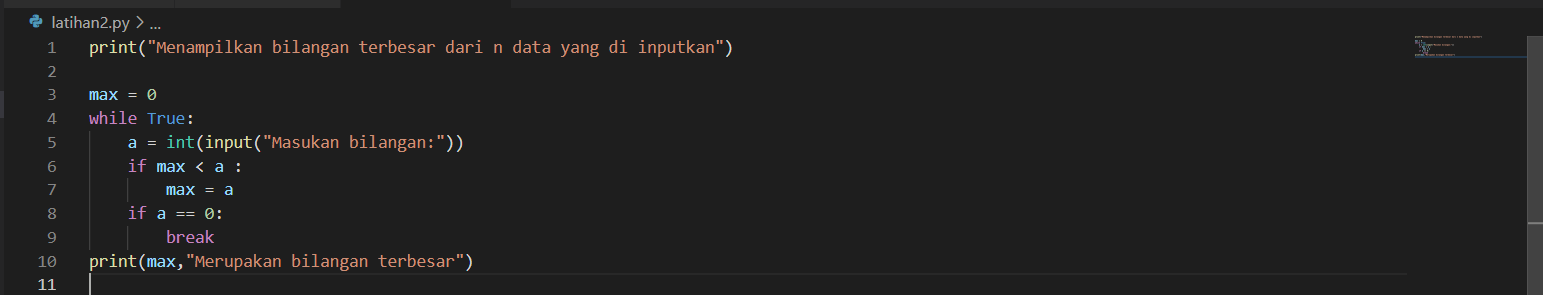 latihan2.py > ...
1 print("Menampilkan bilangan terbesar dari n data yang di inputkan")
2
3 max = 0
4 while True:
5     a = int(input("Masukan bilangan:"))
6     if max < a :
7         max = a
8     if a == 0:
9         break
10 print(max,"Merupakan bilangan terbesar")
11